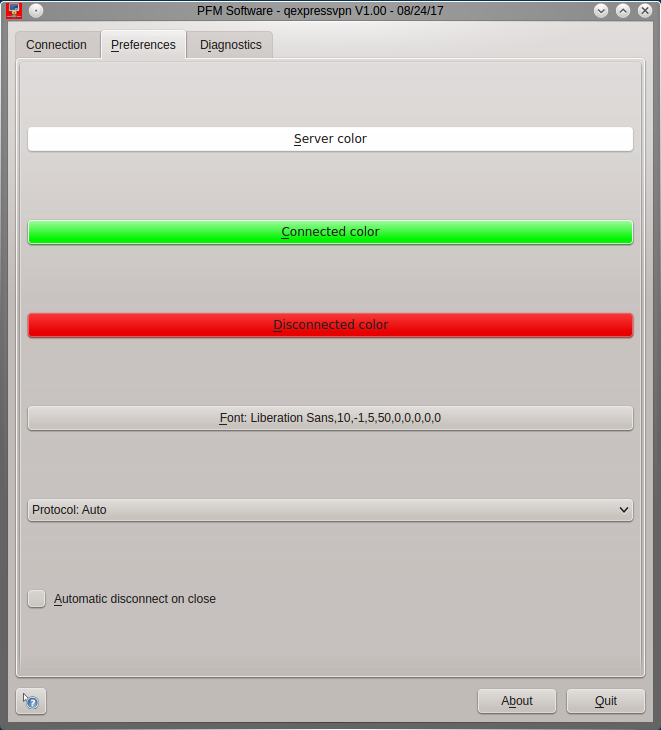 PFM Software - qexpressvpn V1.00 - 08/24/17
Connection Preferences Diagnostics
Server color
Connected color
Disconnected color
Font: Liberation Sans,10,-1,5,50,0,0,0,0,0
Protocol: Auto
Automatic disconnect on close
? About Quit